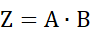 Z = A · B